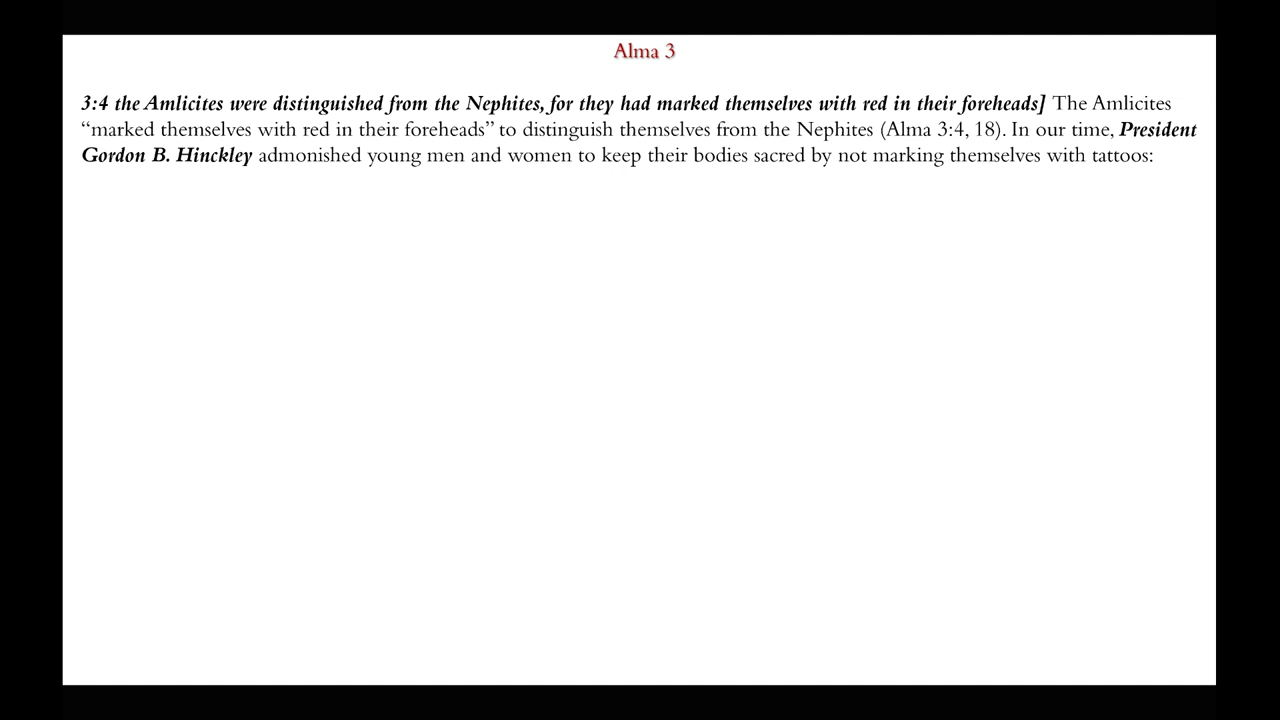 Alma 3
3:4 the Amlicites were distinguished from the Nephites, for they had marked themselves with red in their foreheads] The Amlicites
“marked themselves with red in their foreheads” to distinguish themselves from the Nephites (Alma 3:4, 18). In our time, President
Gordon B. Hinckley admonished young men and women to keep their bodies sacred by not marking themselves with tattoos: